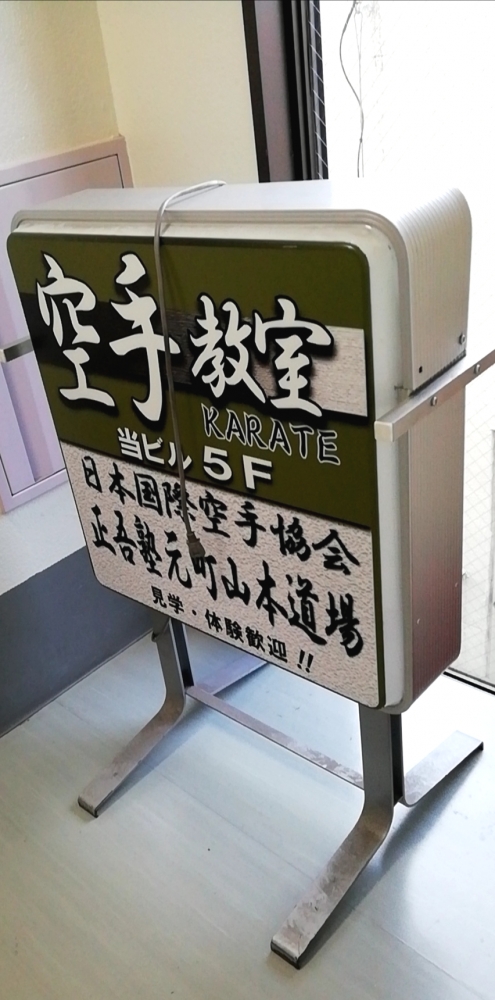 空手教室
KARATE
当ビル5F
日本国際空手協会
正吾塾元町山本道場
見学・体験歓迎!!